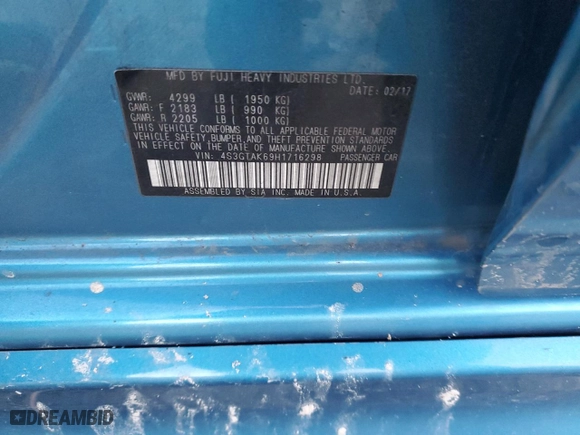 MFD BY FUJI HEAVY INDUSTRIES LTD.
DATE: 02/17
GVWR: 4299 LB ( 1950 KG)
GAWR: F 2183 LB ( 990 KG)
GAWR: R 2205 LB ( 1000 KG)
THIS VEHICLE CONFORMS TO ALL APPLICABLE FEDERAL MOTOR
VEHICLE SAFETY, BUMPER, AND THEFT PREVENTION STANDARDS
IN EFFECT ON THE DATE OF MANUFACTURE SHOWN ABOVE.
VIN: 4S3GTAK69H1716298 PASSENGER CAR
ASSEMBLED BY SIA INC. MADE IN U.S.A.
DREAMBID